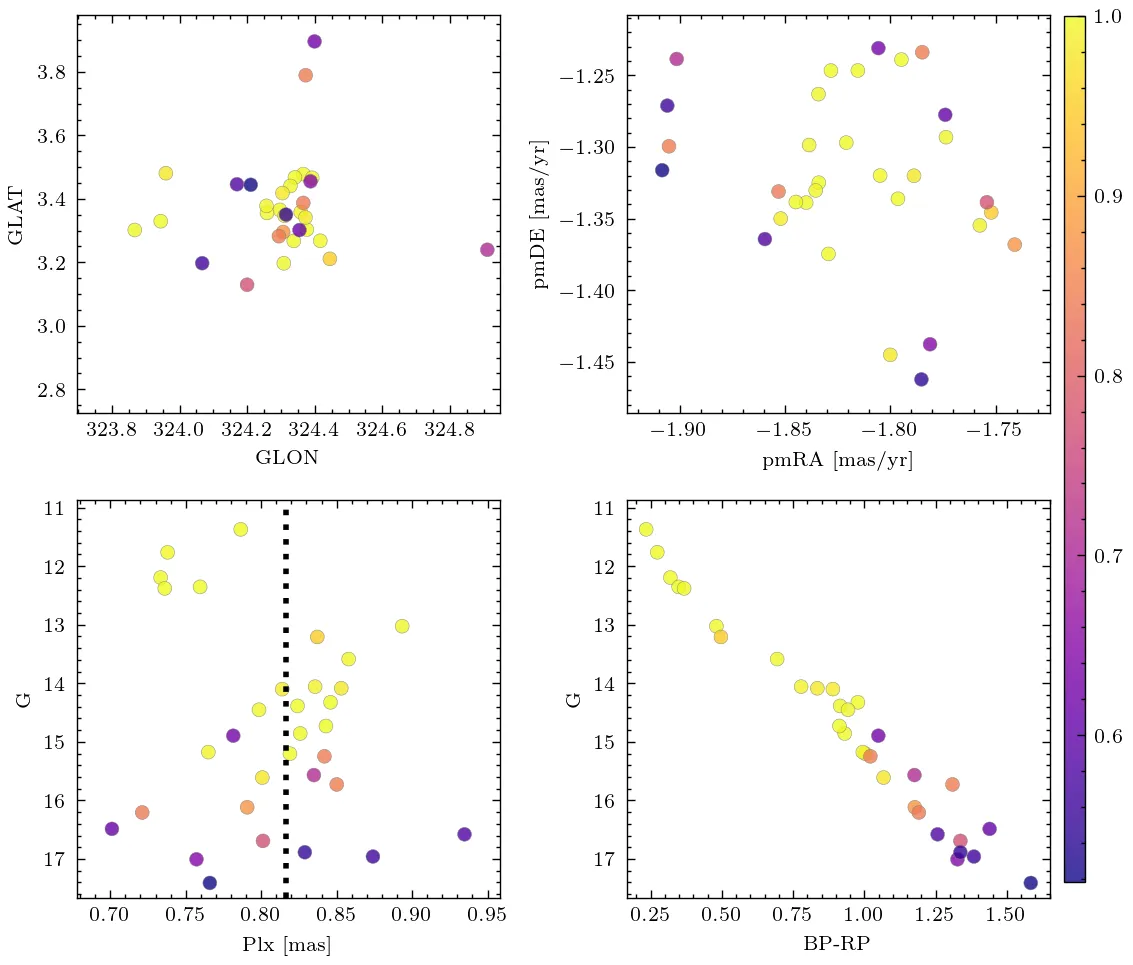 3.8
3.6
3.4
3.2
3.0
2.8
GLAT
323.8 324.0 324.2 324.4 324.6 324.8
GLON
−1.25
−1.30
−1.35
−1.40
−1.45
pmDE [mas/yr]
−1.90 −1.85 −1.80 −1.75
pmRA [mas/yr]
1.0
0.9
0.8
0.7
0.6
11
12
13
14
15
16
17
G
0.70 0.75 0.80 0.85 0.90 0.95
Plx [mas]
11
12
13
14
15
16
17
G
0.25 0.50 0.75 1.00 1.25 1.50
BP-RP